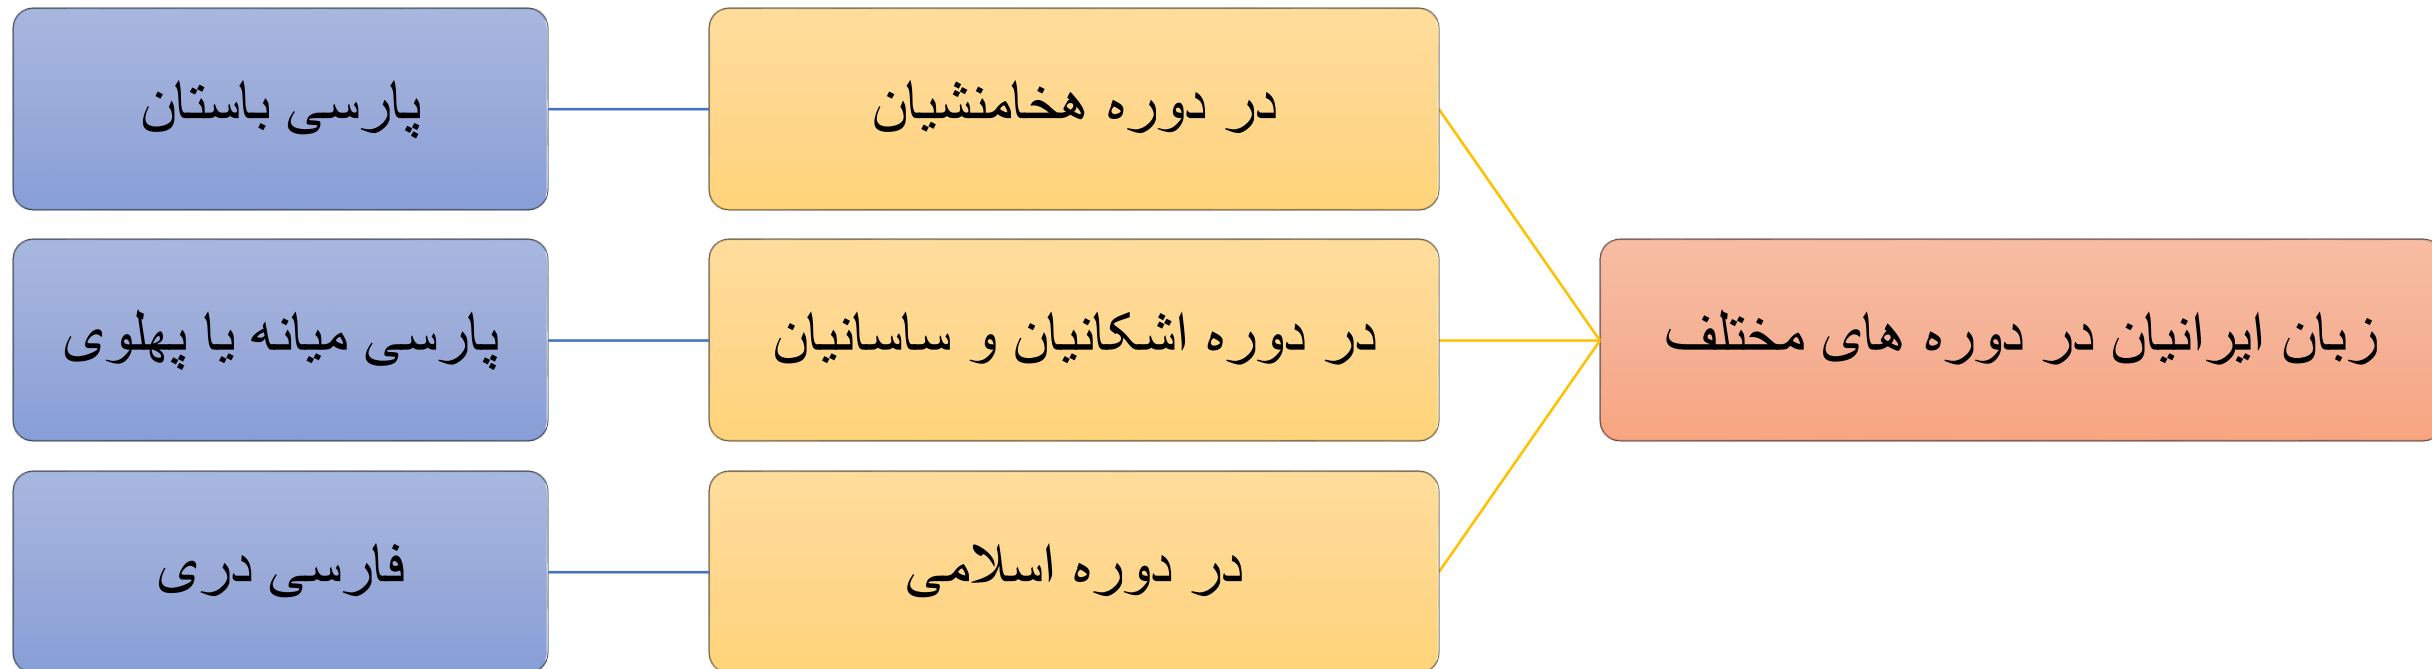 زبان ایرانیان در دوره های مختلف
در دوره هخامنشیان
پارسی باستان
در دوره اشکانیان و ساسانیان
پارسی میانه یا پهلوی
در دوره اسلامی
فارسی دری